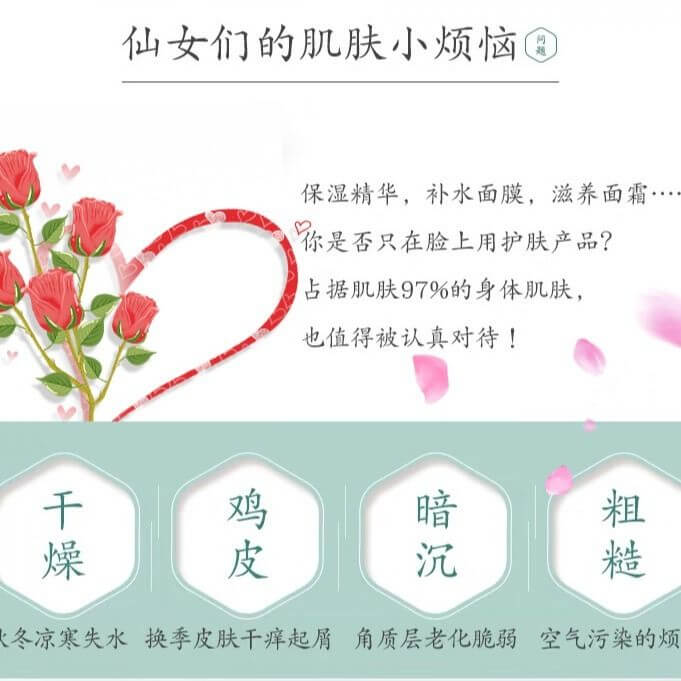 仙女们的肌肤小烦恼
问题
保湿精华，补水面膜，滋养面霜……
你是否只在脸上用护肤产品？
占据肌肤97%的身体肌肤，
也值得被认真对待！
干燥
鸡皮
暗沉
粗糙
冬凉寒失水
换季皮肤干痒起屑
角质层老化脆弱
空气污染的烦